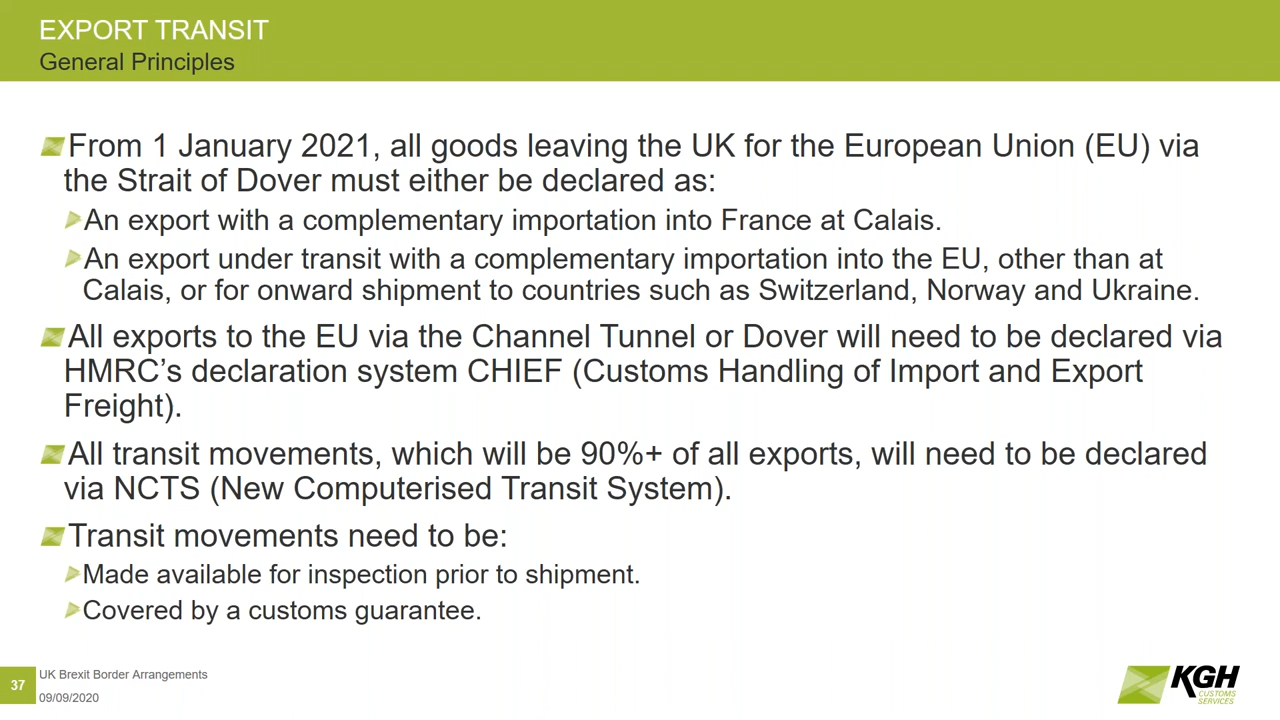 EXPORT TRANSIT
General Principles
From 1 January 2021, all goods leaving the UK for the European Union (EU) via
the Strait of Dover must either be declared as:
An export with a complementary importation into France at Calais.
An export under transit with a complementary importation into the EU, other than at
Calais, or for onward shipment to countries such as Switzerland, Norway and Ukraine.
All exports to the EU via the Channel Tunnel or Dover will need to be declared via
HMRC’s declaration system CHIEF (Customs Handling of Import and Export
Freight).
All transit movements, which will be 90%+ of all exports, will need to be declared
via NCTS (New Computerised Transit System).
Transit movements need to be:
Made available for inspection prior to shipment.
Covered by a customs guarantee.
37
UK Brexit Border Arrangements
09/09/2020
KGH
CUSTOMS
SERVICES